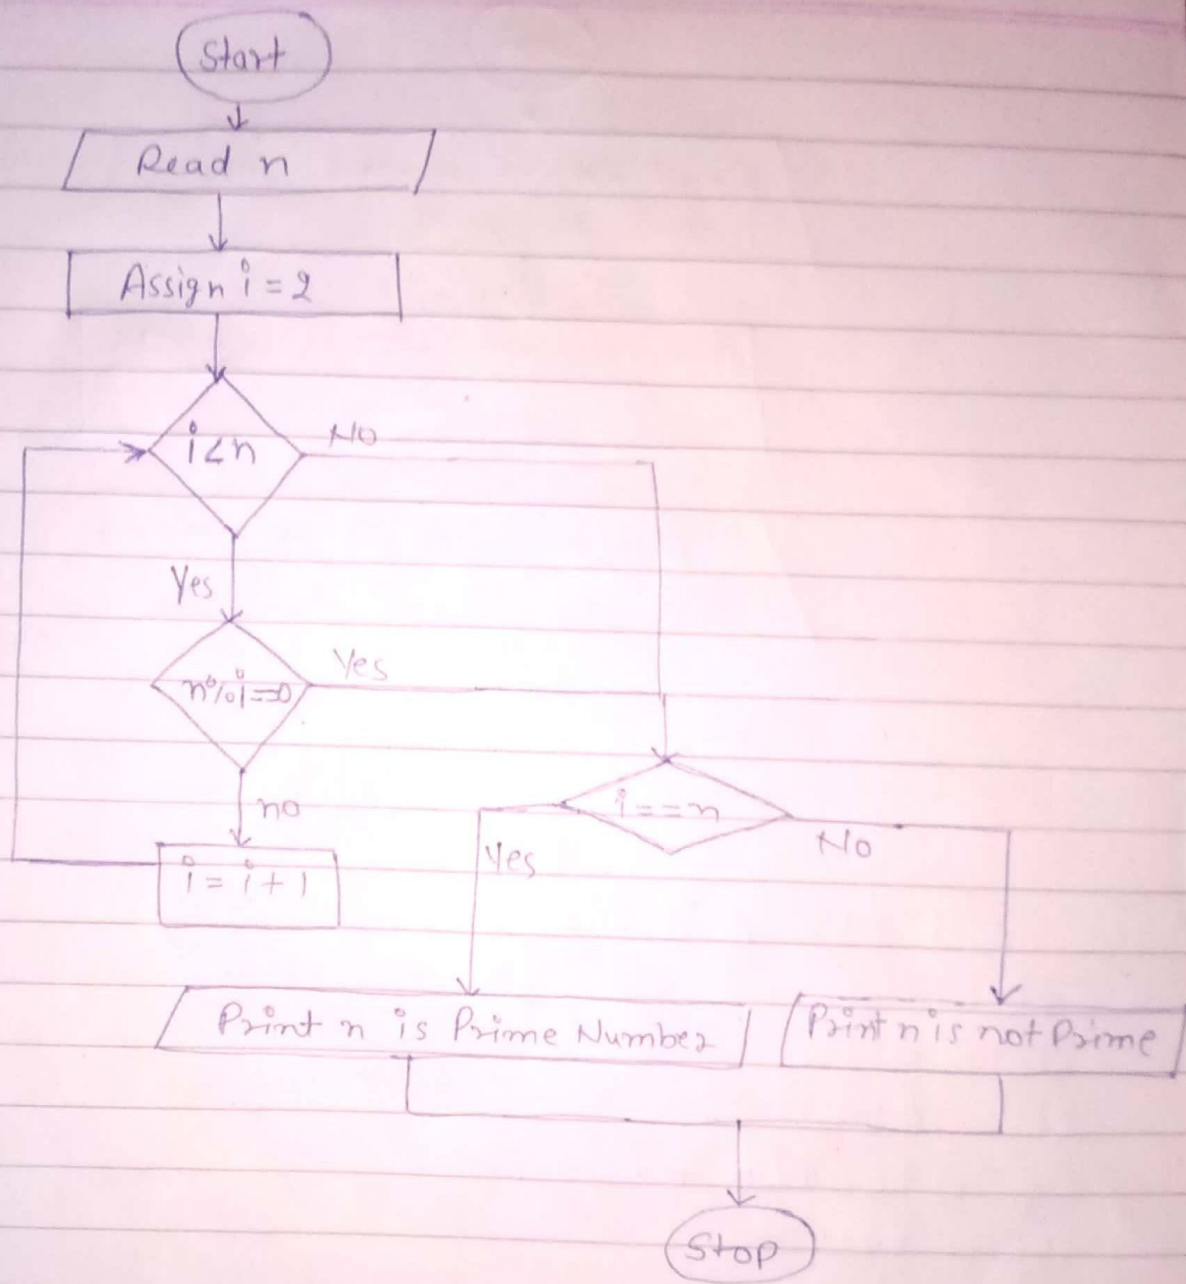 Start
Read n
Assign i = 2
i<n
No
Yes
n%i==0
Yes
no
i = i + 1
i==n
Yes
No
Print n is Prime Number
Print n is not Prime
Stop